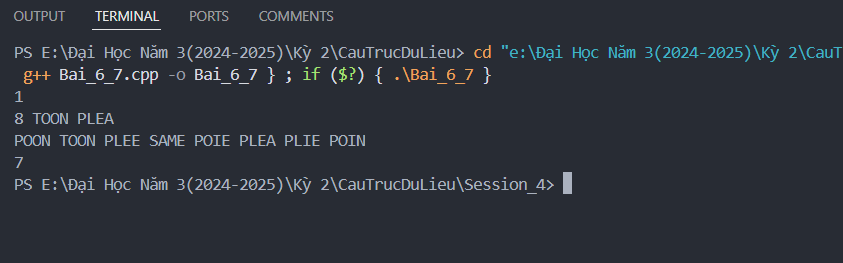 OUTPUT TERMINAL PORTS COMMENTS
PS E:\Đại Học Năm 3(2024-2025)\Kỳ 2\CauTrucDuLieu> cd "e:\Đại Học Năm 3(2024-2025)\Kỳ 2\CauT
g++ Bai_6_7.cpp -o Bai_6_7 } ; if ($?) { .\Bai_6_7 }
1
8 TOON PLEA
POON TOON PLEE SAME POIE PLEA PLIE POIN
7
PS E:\Đại Học Năm 3(2024-2025)\Kỳ 2\CauTrucDuLieu\Session_4>